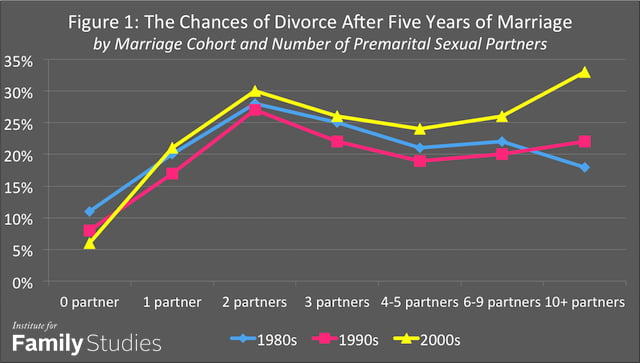 Figure 1: The Chances of Divorce After Five Years of Marriage
by Marriage Cohort and Number of Premarital Sexual Partners
35%
30%
25%
20%
15%
10%
5%
0%
0 partner 1 partner 2 partners 3 partners 4-5 partners 6-9 partners 10+ partners
Institute for
Family Studies
1980s 1990s 2000s